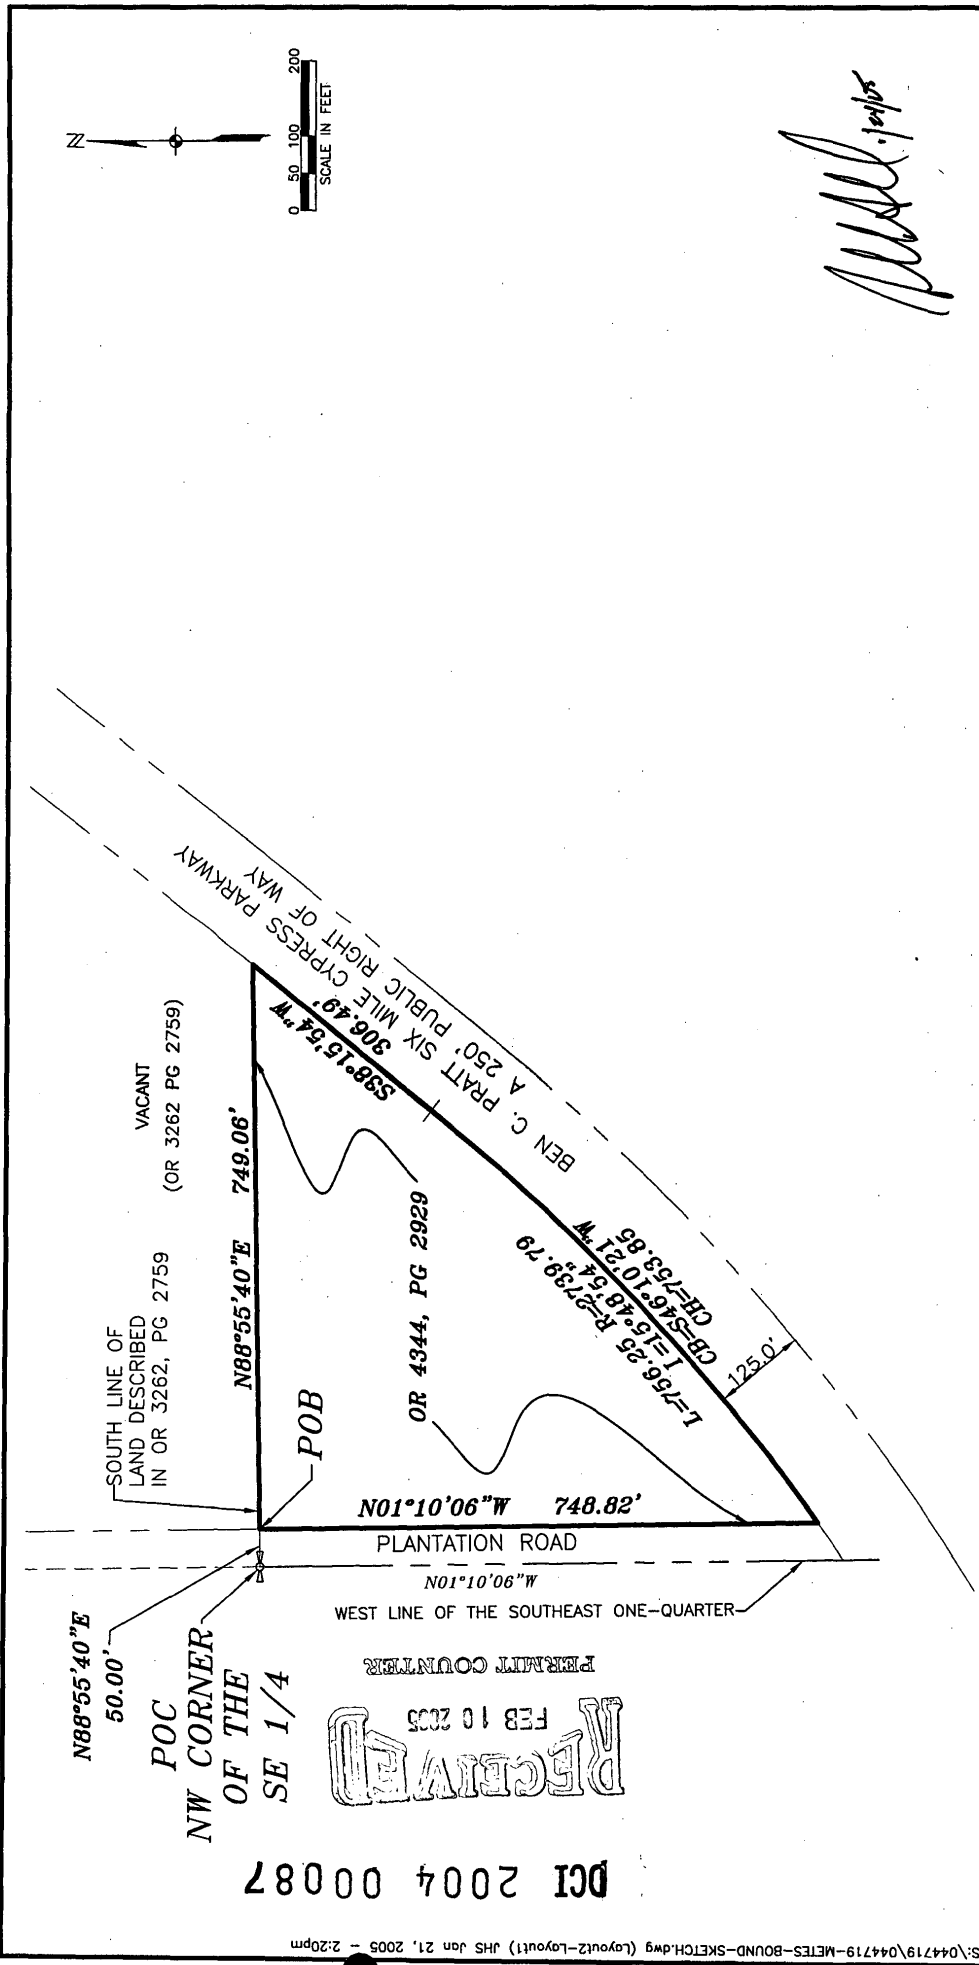 N
0 50 100 200
SCALE IN FEET
SOUTH LINE OF
LAND DESCRIBED
IN OR 3262, PG 2759
VACANT
(OR 3262 PG 2759)
N88°55'40"E 749.06'
N88°55'40"E
50.00'
POC
NW CORNER
OF THE
SE 1/4
POB
S38°15'54"W
306.49'
BEN C. PRATT SIX MILE CYPRESS PARKWAY
A 250' PUBLIC RIGHT OF WAY
OR 4344, PG 2929
L=756.25 R=2739.79
I=15°48'54"
CB=S46°10'21"W
CH=753.85
125.0'
N01°10'06"W 748.82'
PLANTATION ROAD
N01°10'06"W
WEST LINE OF THE SOUTHEAST ONE-QUARTER
RECEIVED
FEB 10 2005
PERMIT COUNTER
DCI 2004 00087
S:\044719\044719-METES-BOUND-SKETCH.dwg (Layout2-Layout1) JHS Jan 21, 2005 - 2:20pm